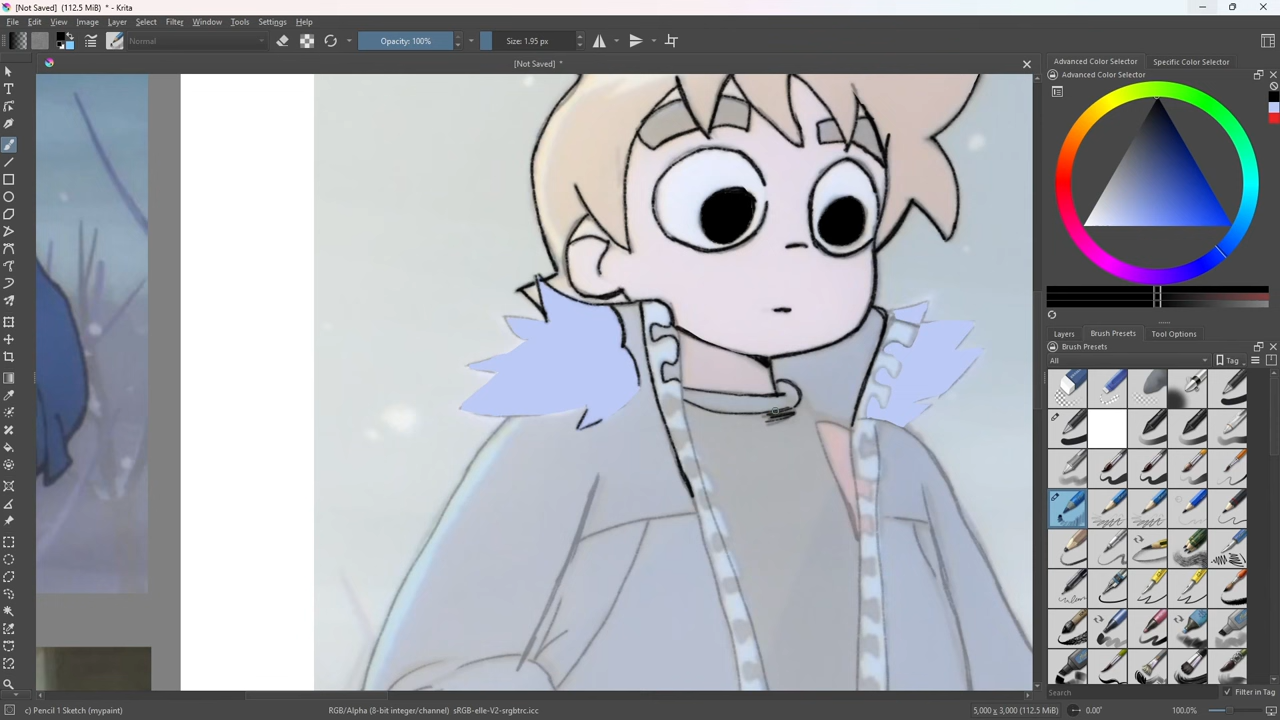 [Not Saved] (112.5 MiB) * - Krita
File Edit View Image Layer Select Filter Window Tools Settings Help
Normal Opacity: 100% Size: 1.95 px
[Not Saved] *
Advanced Color Selector Specific Color Selector
Advanced Color Selector
Layers Brush Presets Tool Options
Brush Presets
All Tag
Search Filter in Tag
c) Pencil 1 Sketch (mypaint) RGB/Alpha (8-bit integer/channel) sRGB-elle-V2-srgbtrc.icc 5,000 x 3,000 (112.5 MiB) 0.00° 100.0%